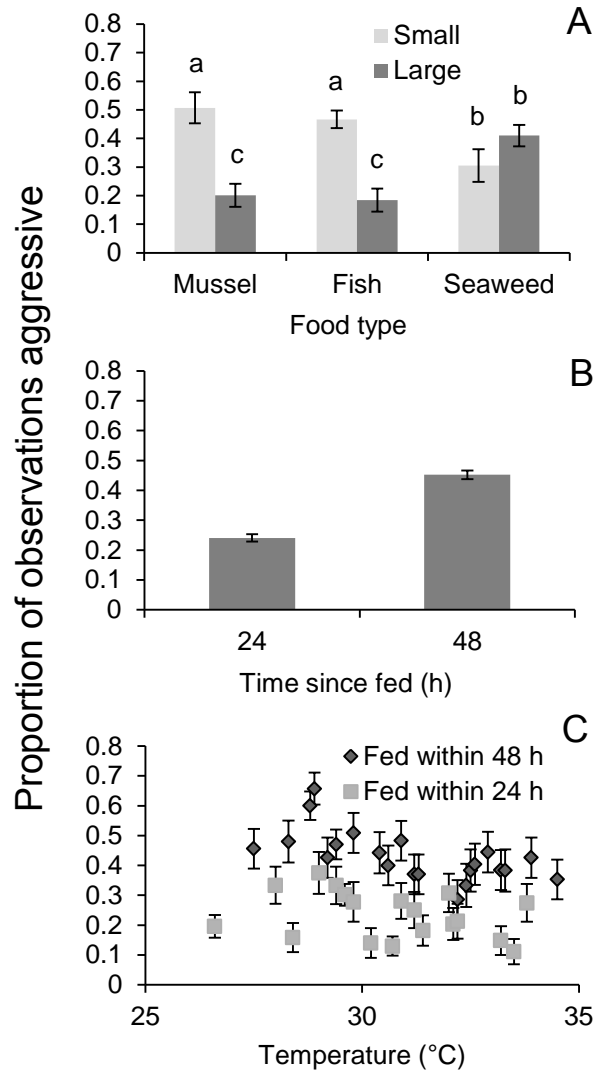 Proportion of observations aggressive
A
0.8
0.7
0.6
0.5
0.4
0.3
0.2
0.1
0
Small
Large
a
c
a
c
b
b
Mussel
Fish
Seaweed
Food type
B
0.8
0.7
0.6
0.5
0.4
0.3
0.2
0.1
0
24
48
Time since fed (h)
C
0.8
0.7
0.6
0.5
0.4
0.3
0.2
0.1
0
Fed within 48 h
Fed within 24 h
25
30
35
Temperature (°C)